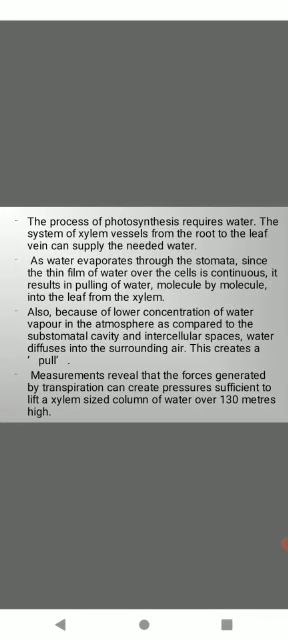 - The process of photosynthesis requires water. The
system of xylem vessels from the root to the leaf
vein can supply the needed water.
- As water evaporates through the stomata, since
the thin film of water over the cells is continuous, it
results in pulling of water, molecule by molecule,
into the leaf from the xylem.
Also, because of lower concentration of water
vapour in the atmosphere as compared to the
substomatal cavity and intercellular spaces, water
diffuses into the surrounding air. This creates a
' pull' .
- Measurements reveal that the forces generated
by transpiration can create pressures sufficient to
lift a xylem sized column of water over 130 metres
high.